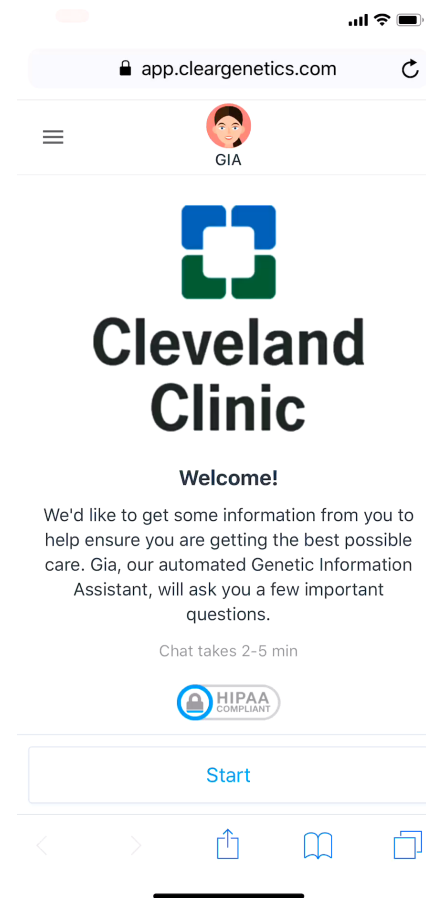 app.cleargenetics.com
GIA
Cleveland
Clinic
Welcome!
We'd like to get some information from you to
help ensure you are getting the best possible
care. Gia, our automated Genetic Information
Assistant, will ask you a few important
questions.
Chat takes 2-5 min
HIPAA
COMPLIANT
Start